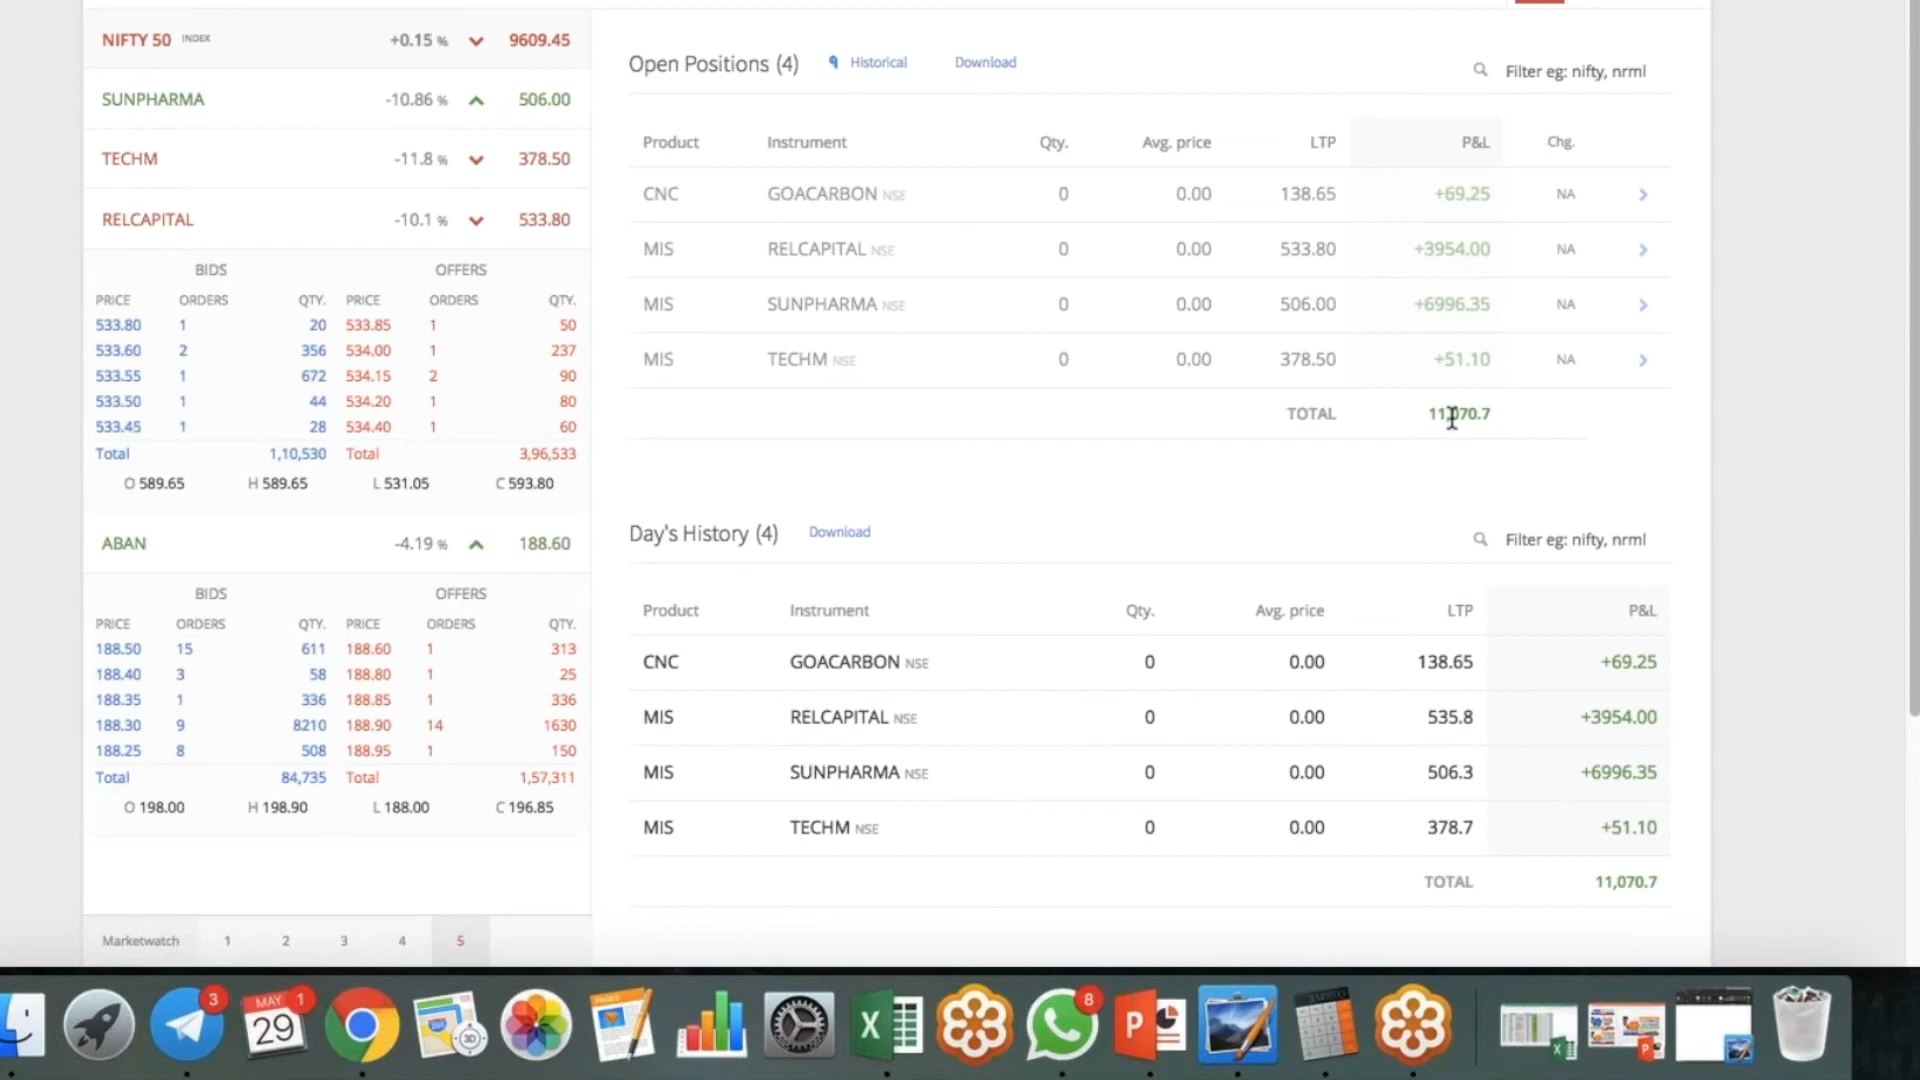 NIFTY 50 INDEX +0.15 % 9609.45
SUNPHARMA -10.86 % 506.00
TECHM -11.8 % 378.50
RELCAPITAL -10.1 % 533.80
BIDS OFFERS
PRICE ORDERS QTY. PRICE ORDERS QTY.
533.80 1 20 533.85 1 50
533.60 2 356 534.00 1 237
533.55 1 672 534.15 2 90
533.50 1 44 534.20 1 80
533.45 1 28 534.40 1 60
Total 1,10,530 Total 3,96,533
O 589.65 H 589.65 L 531.05 C 593.80
ABAN -4.19 % 188.60
BIDS OFFERS
PRICE ORDERS QTY. PRICE ORDERS QTY.
188.50 15 611 188.60 1 313
188.40 3 58 188.80 1 25
188.35 1 336 188.85 1 336
188.30 9 8210 188.90 14 1630
188.25 8 508 188.95 1 150
Total 84,735 Total 1,57,311
O 198.00 H 198.90 L 188.00 C 196.85
Marketwatch 1 2 3 4 5
Open Positions (4) Historical Download Filter eg: nifty, nrml
Product Instrument Qty. Avg. price LTP P&L Chg.
CNC GOACARBON NSE 0 0.00 138.65 +69.25 NA
MIS RELCAPITAL NSE 0 0.00 533.80 +3954.00 NA
MIS SUNPHARMA NSE 0 0.00 506.00 +6996.35 NA
MIS TECHM NSE 0 0.00 378.50 +51.10 NA
TOTAL 11,070.7
Day's History (4) Download Filter eg: nifty, nrml
Product Instrument Qty. Avg. price LTP P&L
CNC GOACARBON NSE 0 0.00 138.65 +69.25
MIS RELCAPITAL NSE 0 0.00 535.8 +3954.00
MIS SUNPHARMA NSE 0 0.00 506.3 +6996.35
MIS TECHM NSE 0 0.00 378.7 +51.10
TOTAL 11,070.7
3 MAY 1 29 PAGES 3D X 8 P